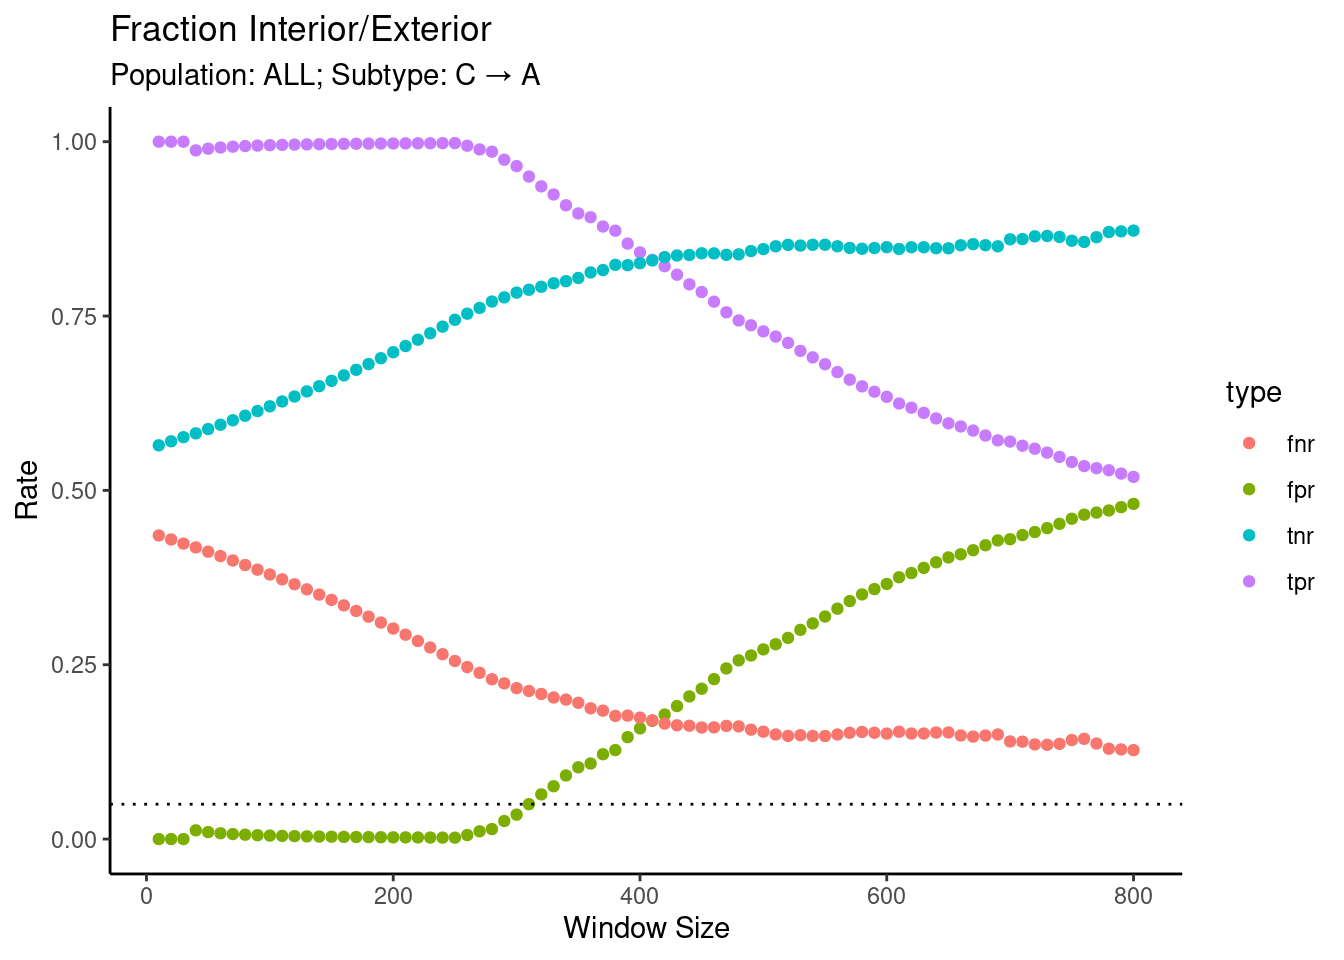 Fraction Interior/Exterior
Population: ALL; Subtype: C → A
1.00
0.75
0.50
0.25
0.00
Rate
0
200
400
600
800
Window Size
type
fnr
fpr
tnr
tpr